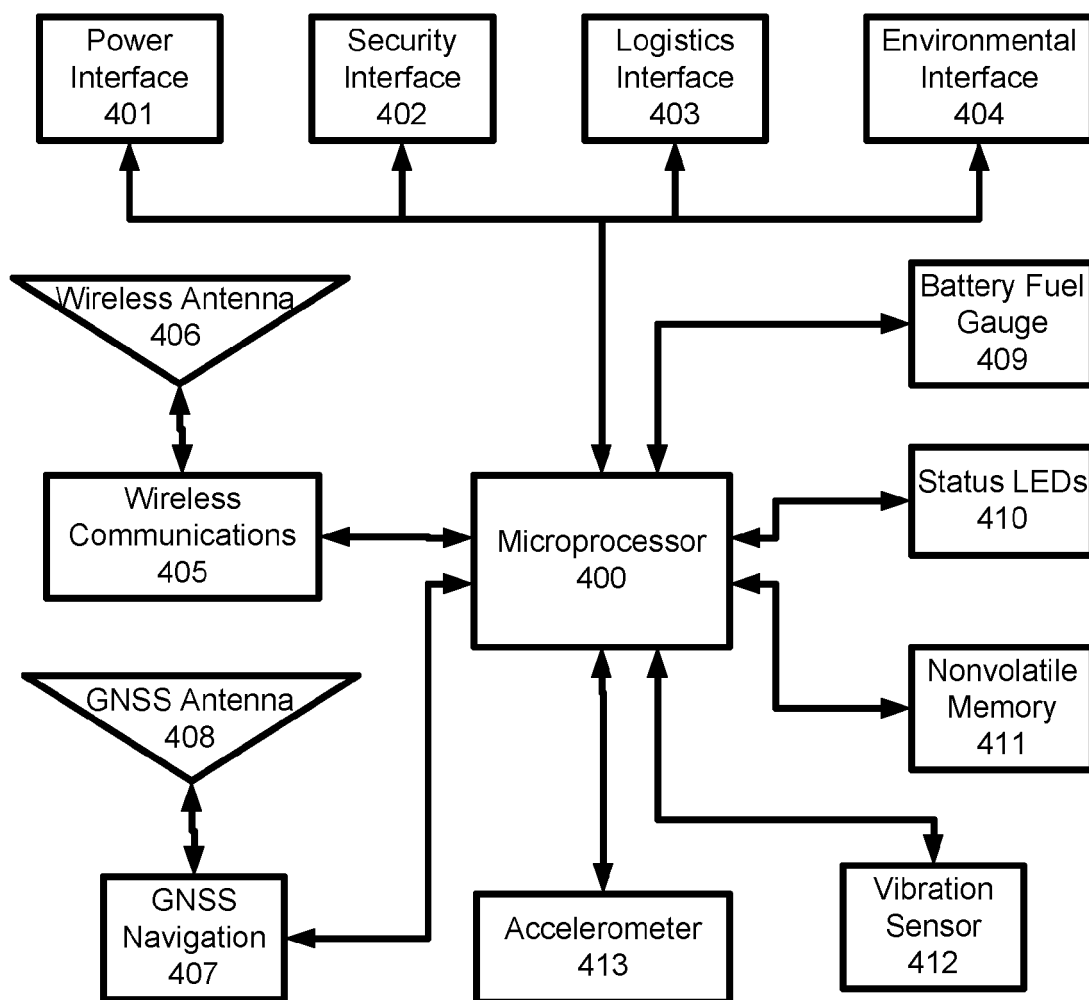 Power
Interface
401
Security
Interface
402
Logistics
Interface
403
Environmental
Interface
404
Wireless Antenna
406
Battery Fuel
Gauge
409
Wireless
Communications
405
Microprocessor
400
Status LEDs
410
GNSS Antenna
408
Nonvolatile
Memory
411
GNSS
Navigation
407
Accelerometer
413
Vibration
Sensor
412